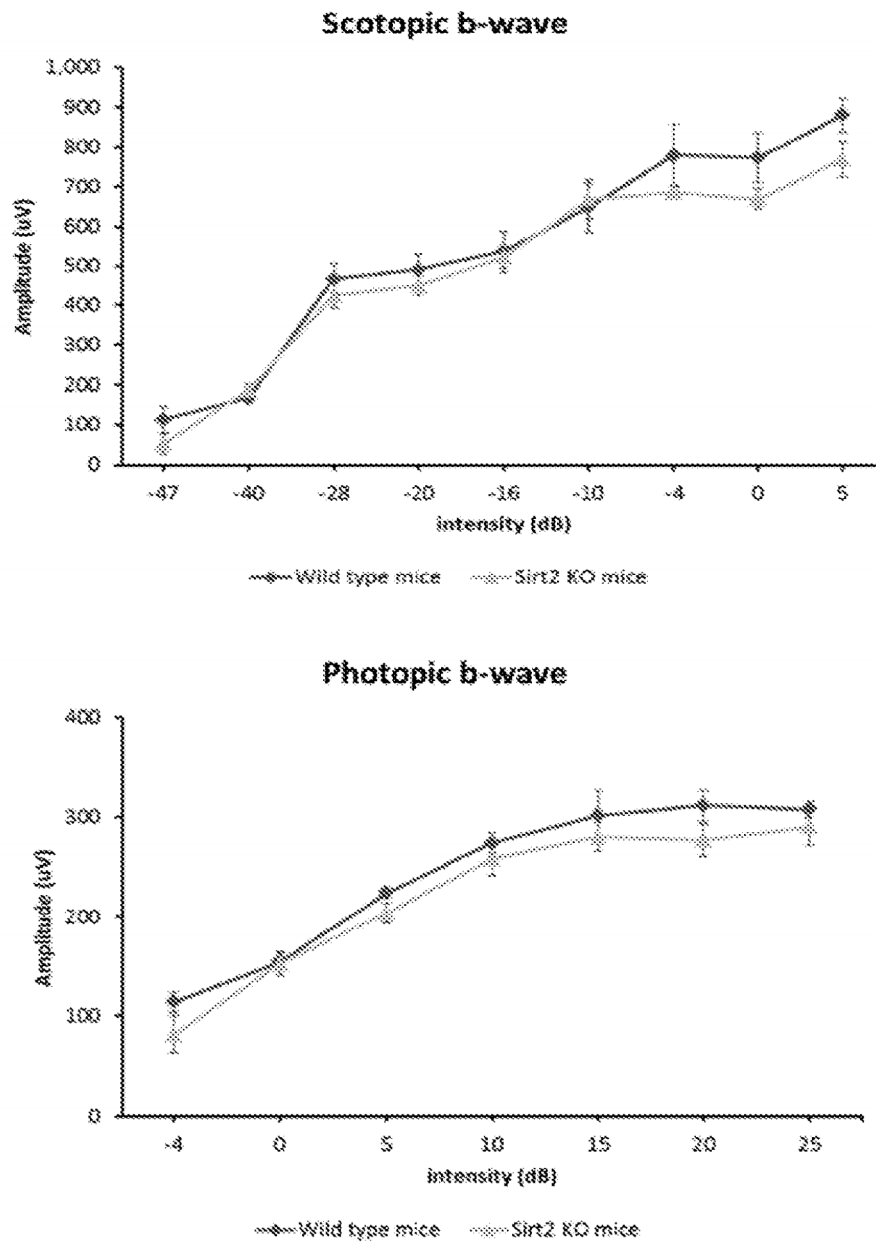 Scotopic b-wave
1,000
900
800
700
600
500
400
300
200
100
0
Amplitude (uV)
-47 -40 -28 -20 -16 -10 -4 0 5
intensity (dB)
Wild type mice Sirt2 KO mice
Photopic b-wave
400
300
200
100
0
Amplitude (uV)
-4 0 5 10 15 20 25
intensity (dB)
Wild type mice Sirt2 KO mice